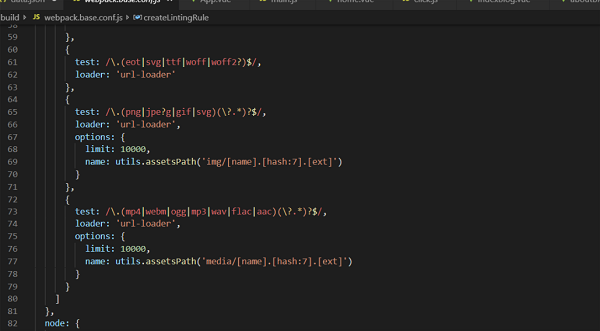 data.json webpack.base.conf.js App.vue main.js home.vue click.js indexblog.vue
build > JS webpack.base.conf.js > createLintingRule
58
59 },
60 {
61 test: /\.(eot|svg|ttf|woff|woff2?)$/,
62 loader: 'url-loader'
63 },
64 {
65 test: /\.(png|jpe?g|gif|svg)(\?.*)?$/,
66 loader: 'url-loader',
67 options: {
68 limit: 10000,
69 name: utils.assetsPath('img/[name].[hash:7].[ext]')
70 }
71 },
72 {
73 test: /\.(mp4|webm|ogg|mp3|wav|flac|aac)(\?.*)?$/,
74 loader: 'url-loader',
75 options: {
76 limit: 10000,
77 name: utils.assetsPath('media/[name].[hash:7].[ext]')
78 }
79 }
80 ]
81 },
82 node: {